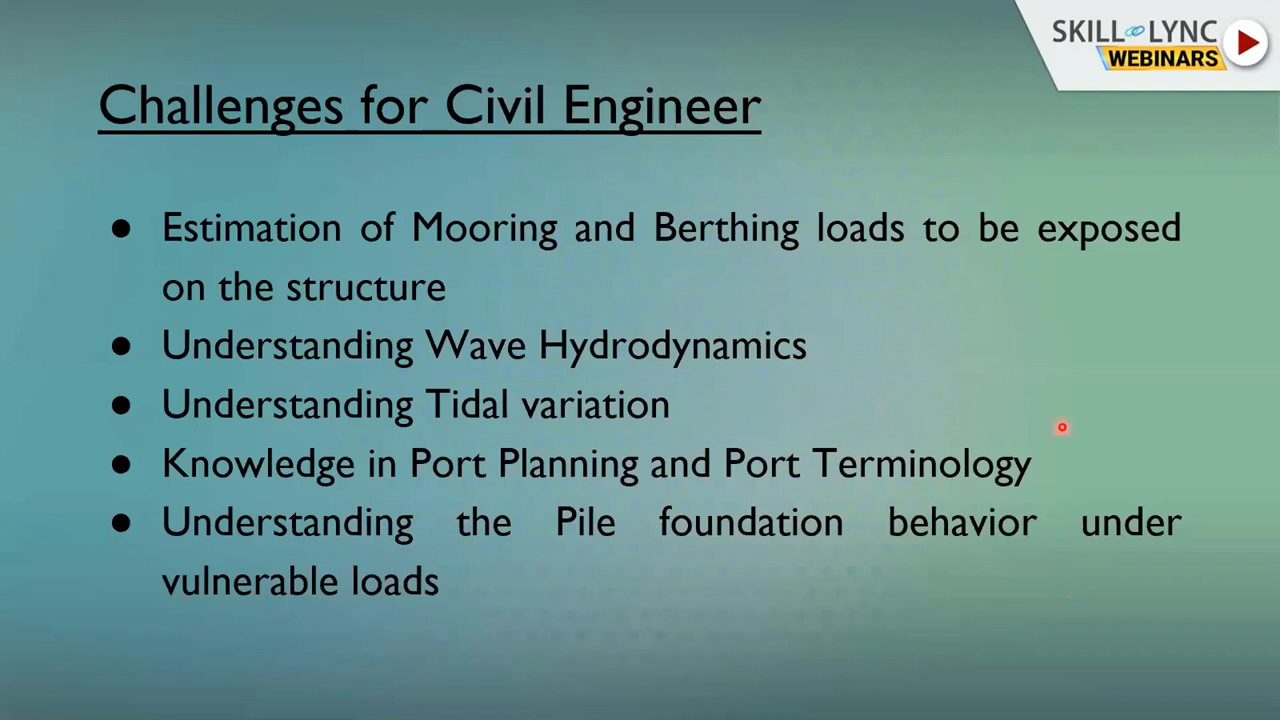 SKILL LYNC
WEBINARS
Challenges for Civil Engineer
● Estimation of Mooring and Berthing loads to be exposed
on the structure
● Understanding Wave Hydrodynamics
● Understanding Tidal variation
● Knowledge in Port Planning and Port Terminology
● Understanding the Pile foundation behavior under
vulnerable loads